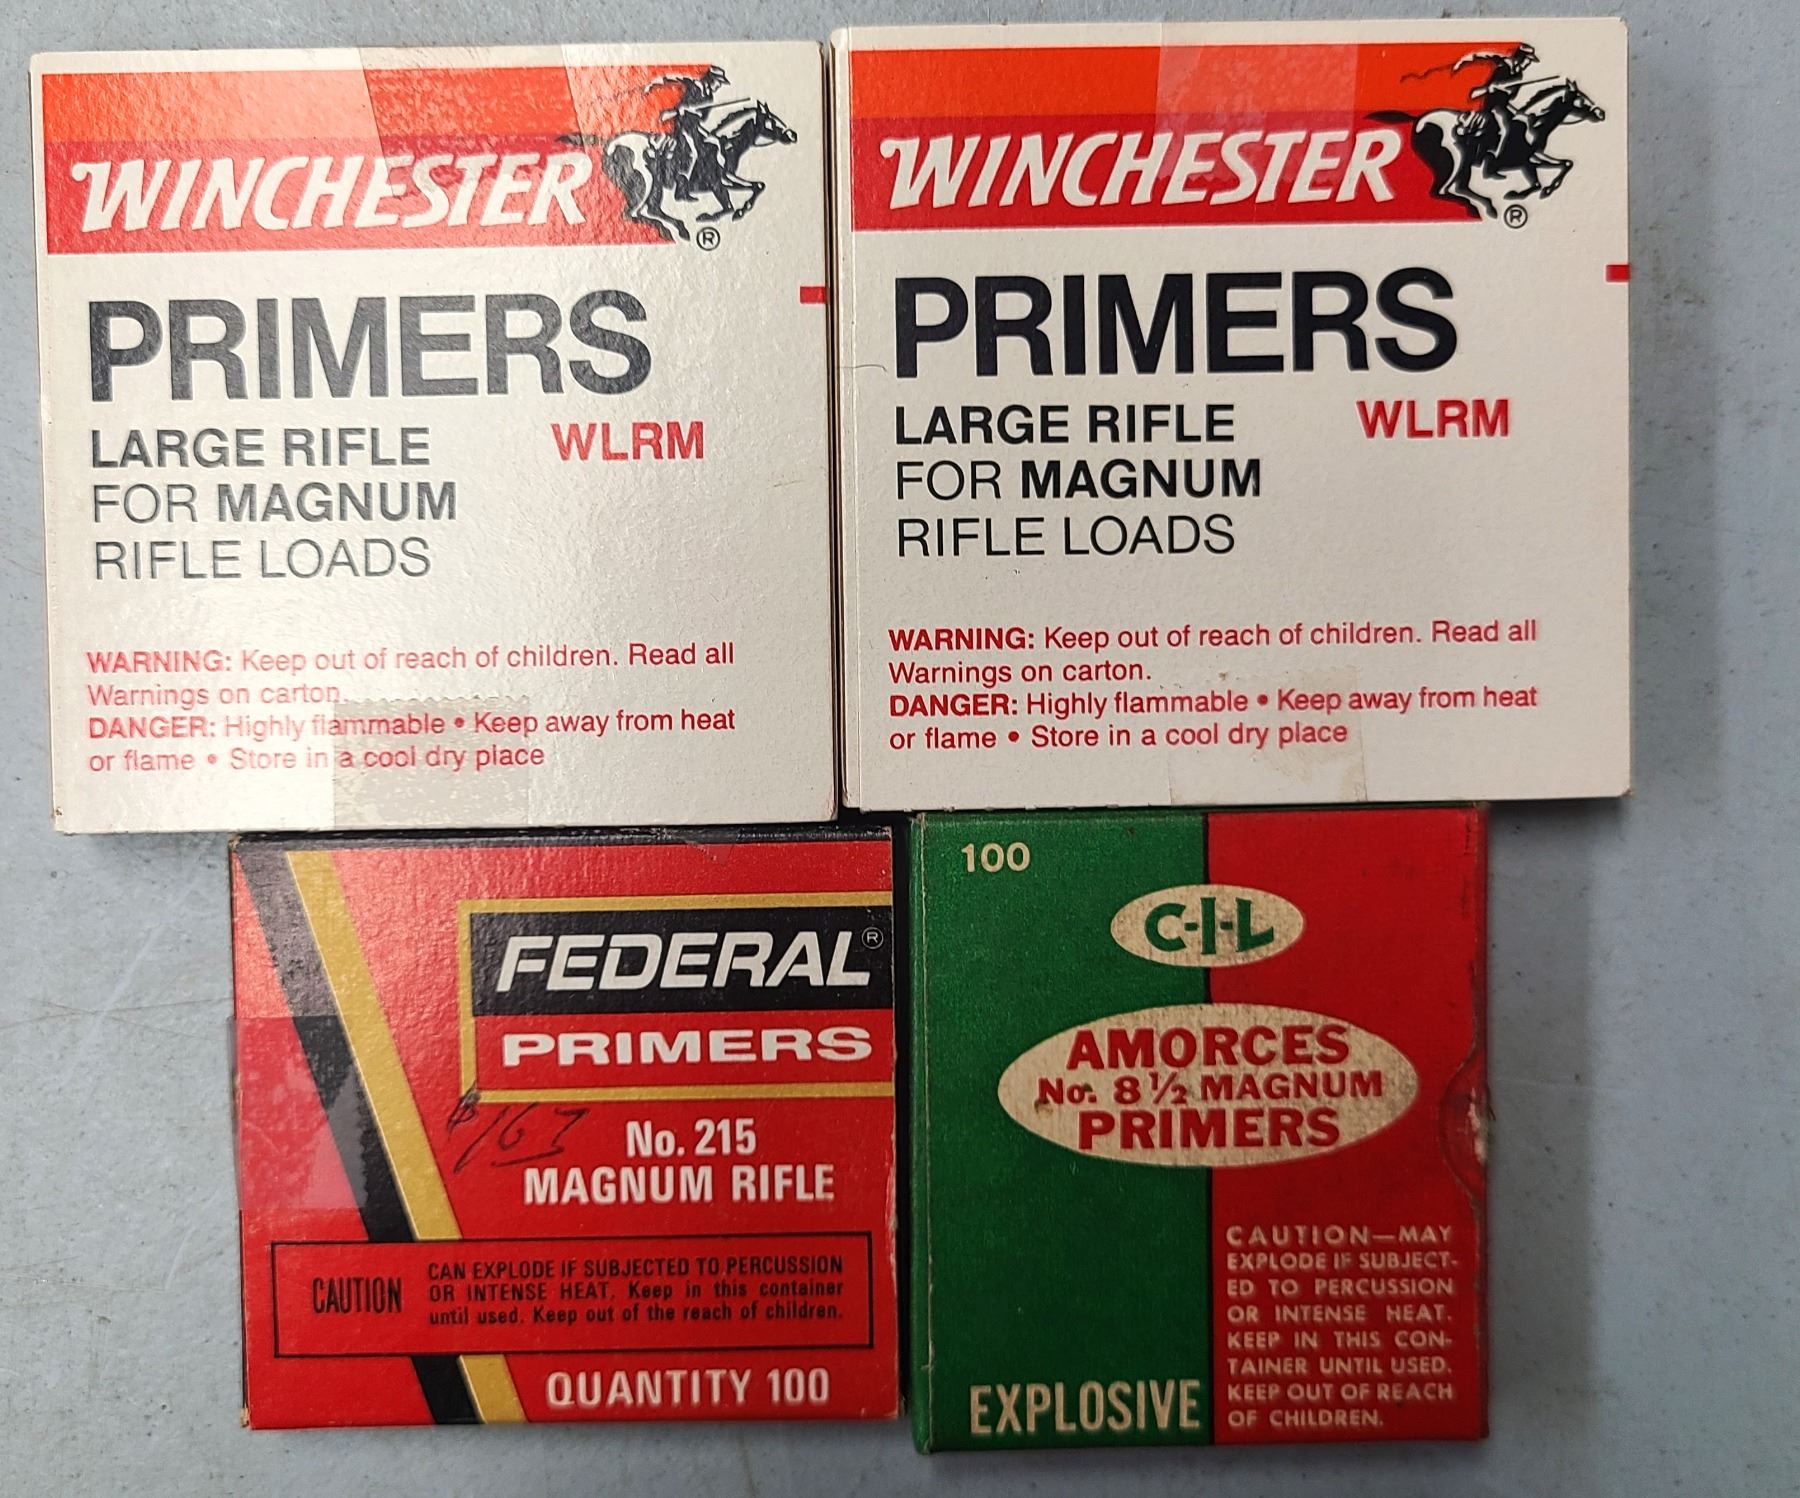 WINCHESTER
®
PRIMERS
LARGE RIFLE WLRM
FOR MAGNUM
RIFLE LOADS
WARNING: Keep out of reach of children. Read all
Warnings on carton.
DANGER: Highly flammable • Keep away from heat
or flame • Store in a cool dry place
WINCHESTER
®
PRIMERS
LARGE RIFLE WLRM
FOR MAGNUM
RIFLE LOADS
WARNING: Keep out of reach of children. Read all
Warnings on carton.
DANGER: Highly flammable • Keep away from heat
or flame • Store in a cool dry place
FEDERAL®
PRIMERS
No. 215
MAGNUM RIFLE
CAUTION
CAN EXPLODE IF SUBJECTED TO PERCUSSION
OR INTENSE HEAT. Keep in this container
until used. Keep out of the reach of children.
QUANTITY 100
100
C-I-L
AMORCES
No. 8 1/2 MAGNUM
PRIMERS
EXPLOSIVE
CAUTION—MAY
EXPLODE IF SUBJECT-
ED TO PERCUSSION
OR INTENSE HEAT.
KEEP IN THIS CON-
TAINER UNTIL USED.
KEEP OUT OF REACH
OF CHILDREN.